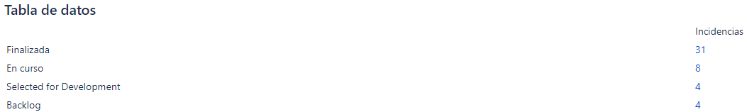 Tabla de datos
Incidencias
Finalizada 31
En curso 8
Selected for Development 4
Backlog 4